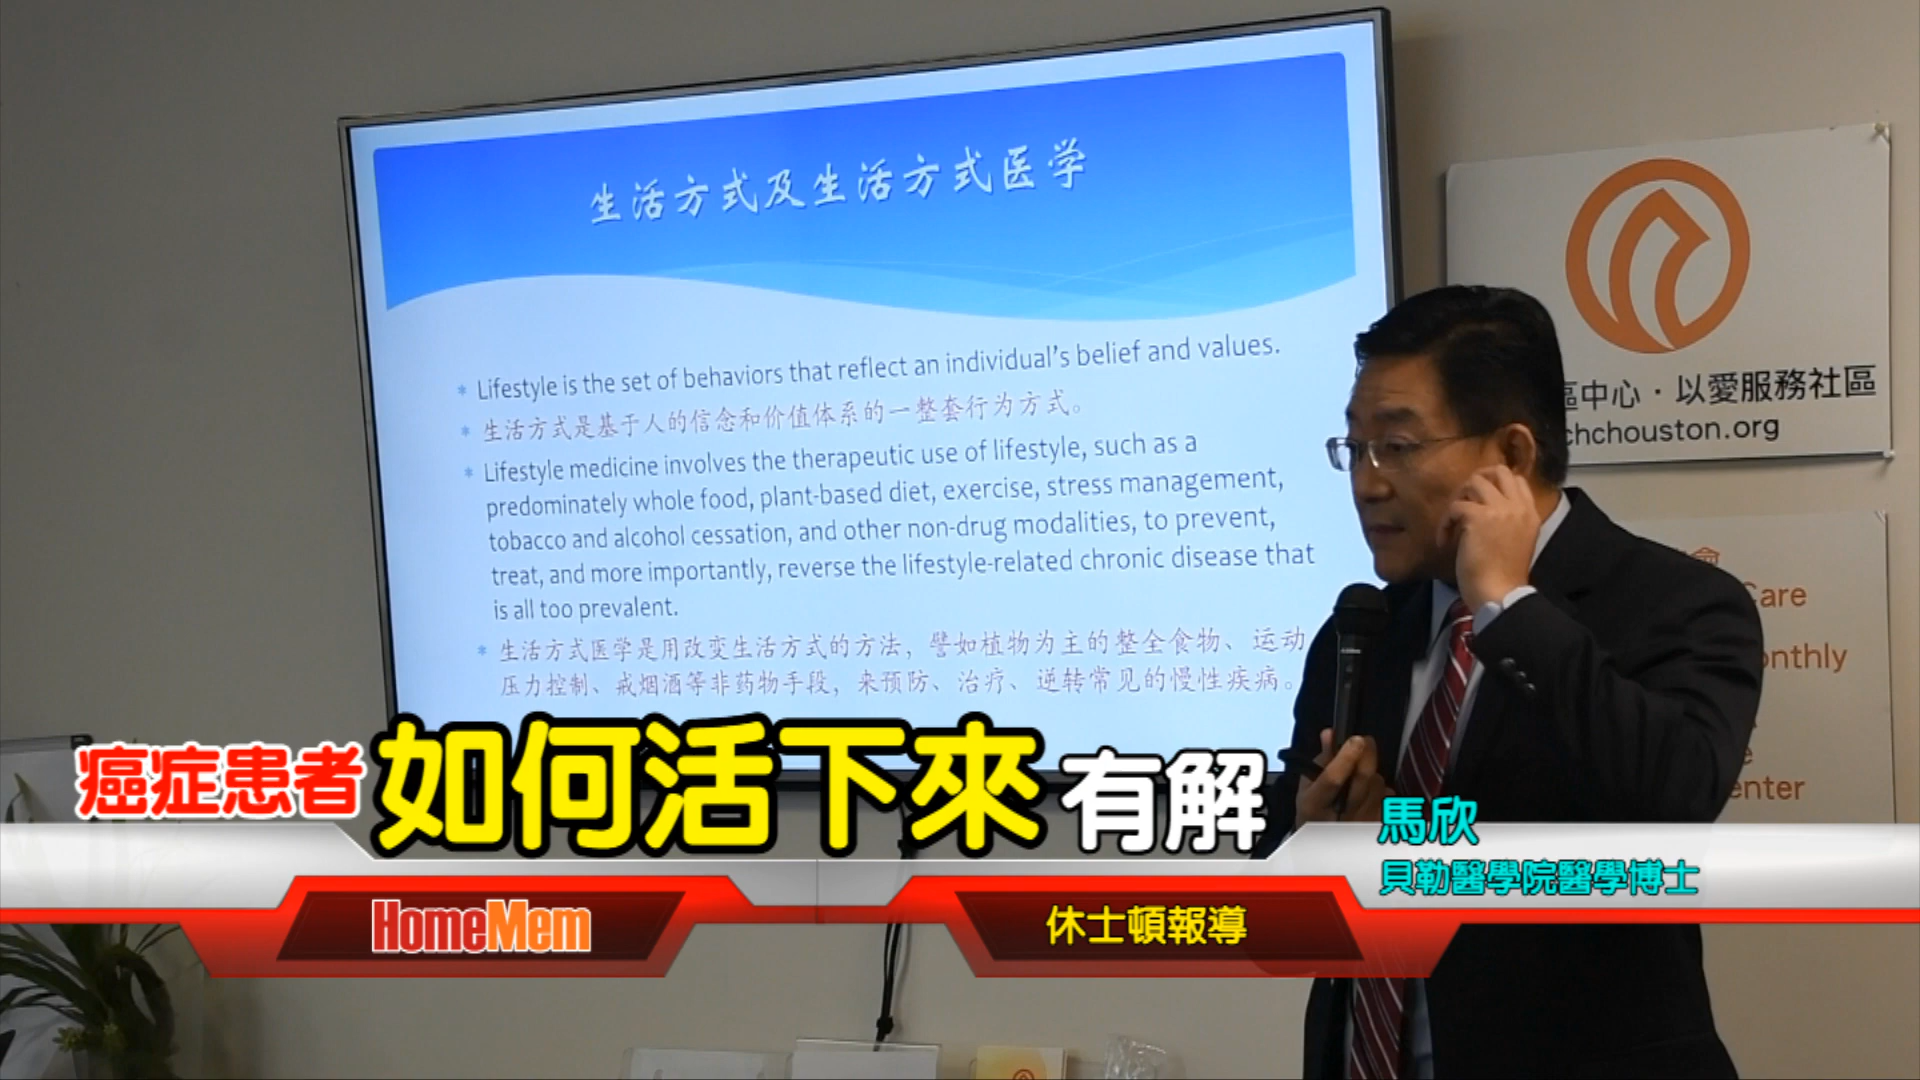 生活方式及生活方式医学
* Lifestyle is the set of behaviors that reflect an individual's belief and values.
* 生活方式是基于人的信念和价值体系的一整套行为方式。
* Lifestyle medicine involves the therapeutic use of lifestyle, such as a
predominately whole food, plant-based diet, exercise, stress management,
tobacco and alcohol cessation, and other non-drug modalities, to prevent,
treat, and more importantly, reverse the lifestyle-related chronic disease that
is all too prevalent.
* 生活方式医学是用改变生活方式的方法，譬如植物为主的整全食物、运动
压力控制、戒烟酒等非药物手段，来预防、治疗、逆转常见的慢性疾病。
區中心·以愛服務社區
chchouston.org
會
Care
onthly
e
enter
癌症患者 如何活下來 有解
馬欣
貝勒醫學院醫學博士
HomeMem
休士頓報導